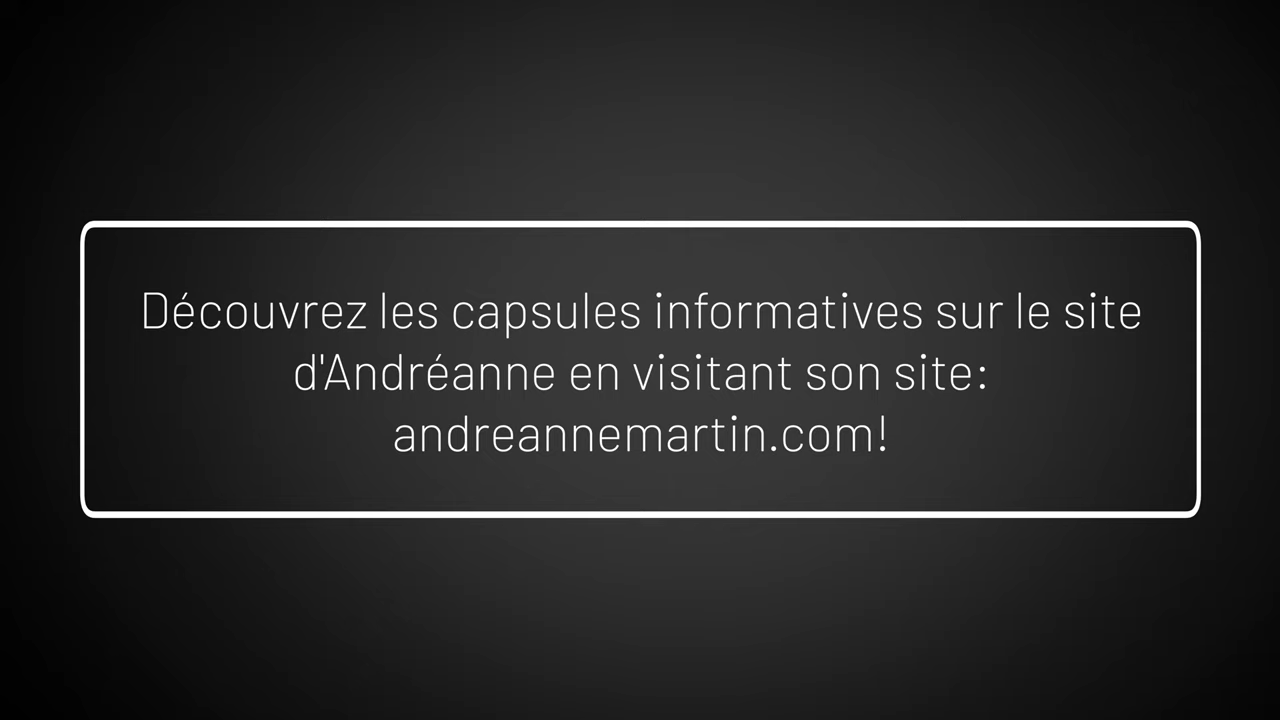 Découvrez les capsules informatives sur le site
d'Andréanne en visitant son site:
andreannemartin.com!